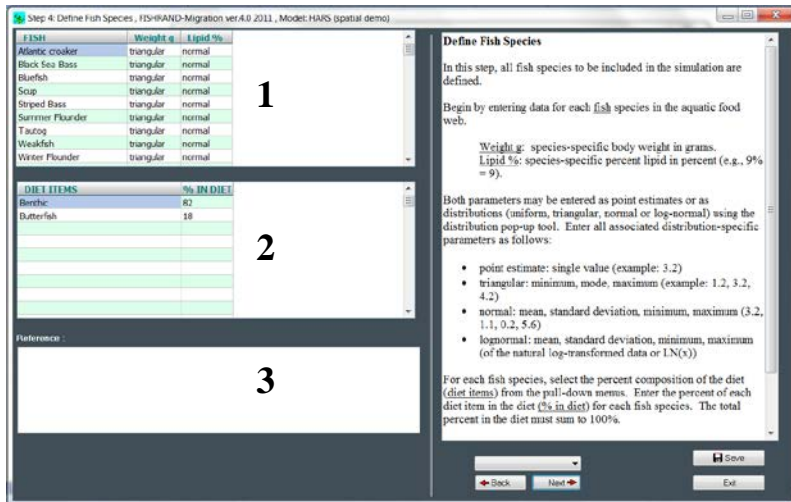 Step 4: Define Fish Species , FISHRAND-Migration ver.4.0 2011 , Model: HARS (spatial demo)
FISH Weight g Lipid %
Atlantic croaker triangular normal
Black Sea Bass triangular normal
Bluefish triangular normal
Scup triangular normal
Striped Bass triangular normal
Summer Flounder triangular normal
Tautog triangular normal
Weakfish triangular normal
Winter Flounder triangular normal
1
DIET ITEMS % IN DIET
Benthic 82
Butterfish 18
2
Reference :
3
Define Fish Species
In this step, all fish species to be included in the simulation are
defined.
Begin by entering data for each fish species in the aquatic food
web.
Weight g: species-specific body weight in grams.
Lipid %: species-specific percent lipid in percent (e.g., 9%
= 9).
Both parameters may be entered as point estimates or as
distributions (uniform, triangular, normal or log-normal) using the
distribution pop-up tool. Enter all associated distribution-specific
parameters as follows:
• point estimate: single value (example: 3.2)
• triangular: minimum, mode, maximum (example: 1.2, 3.2,
4.2)
• normal: mean, standard deviation, minimum, maximum (3.2,
1.1, 0.2, 5.6)
• lognormal: mean, standard deviation, minimum, maximum
(of the natural log-transformed data or LN(x))
For each fish species, select the percent composition of the diet
(diet items) from the pull-down menus. Enter the percent of each
diet item in the diet (% in diet) for each fish species. The total
percent in the diet must sum to 100%.
Save
Back Next Exit